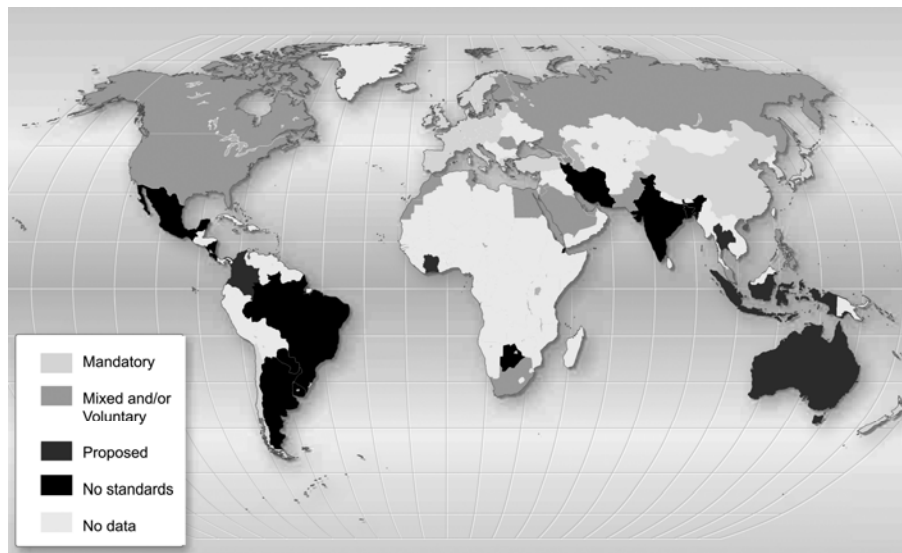 Mandatory
Mixed and/or
Voluntary
Proposed
No standards
No data